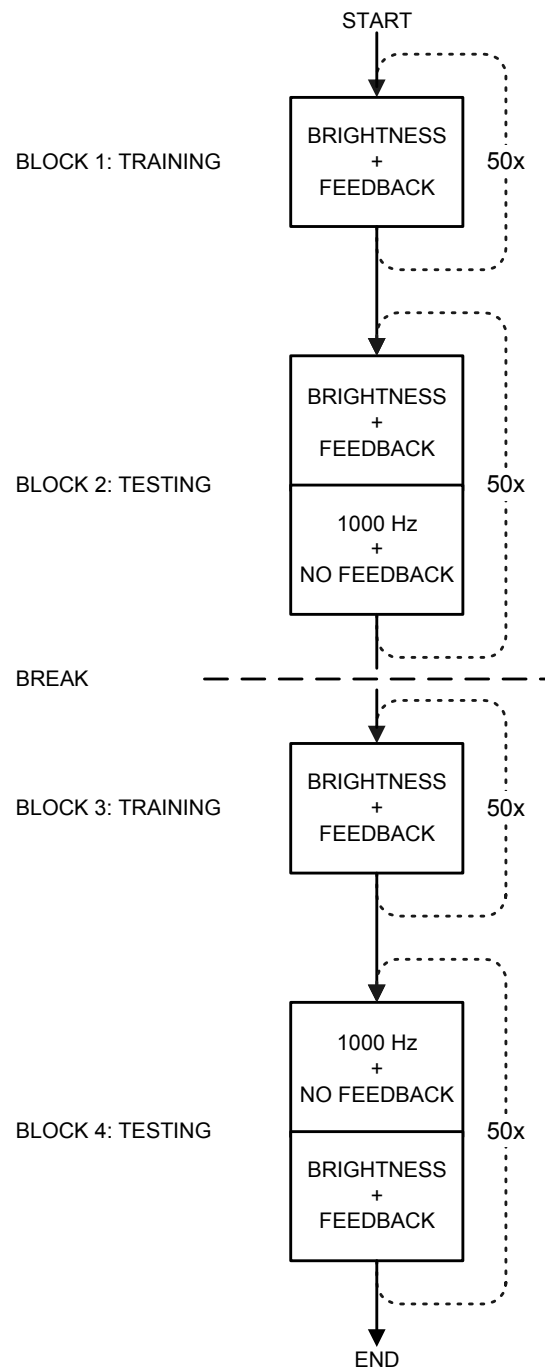 START
BLOCK 1: TRAINING
BRIGHTNESS
+
FEEDBACK
50x
BLOCK 2: TESTING
BRIGHTNESS
+
FEEDBACK
1000 Hz
+
NO FEEDBACK
50x
BREAK
BLOCK 3: TRAINING
BRIGHTNESS
+
FEEDBACK
50x
BLOCK 4: TESTING
1000 Hz
+
NO FEEDBACK
BRIGHTNESS
+
FEEDBACK
50x
END